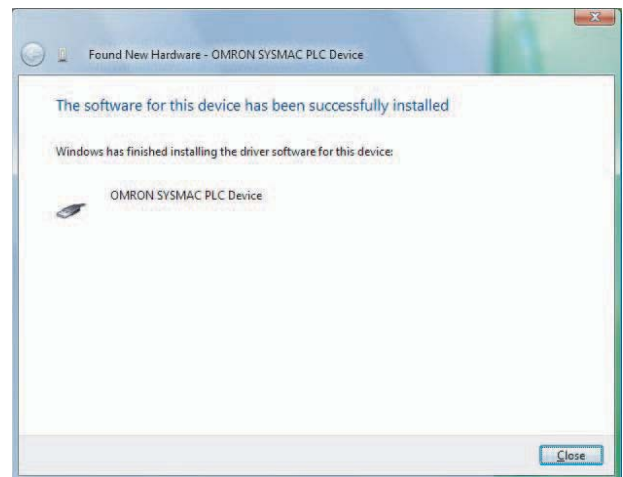 Found New Hardware - OMRON SYSMAC PLC Device
The software for this device has been successfully installed
Windows has finished installing the driver software for this device:
OMRON SYSMAC PLC Device
Close